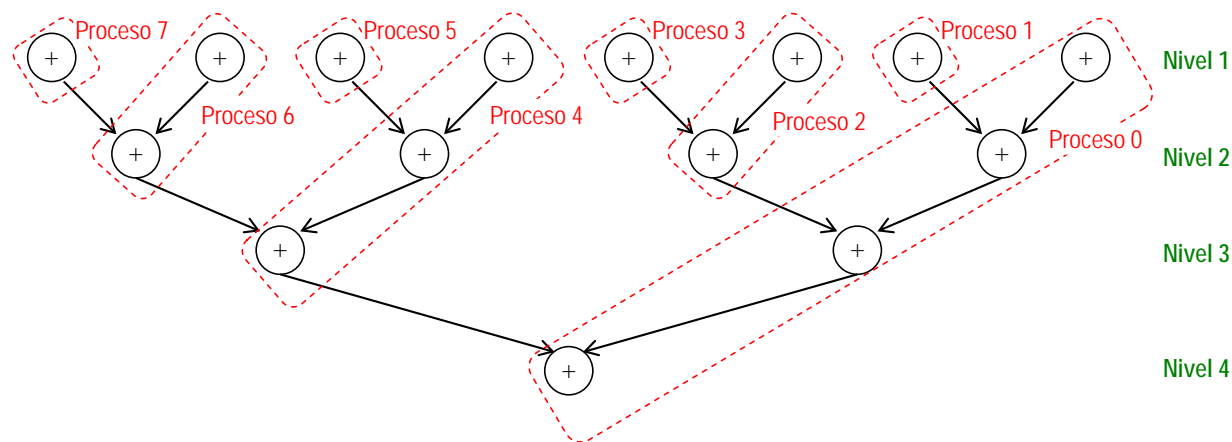 Proceso 7
Proceso 5
Proceso 3
Proceso 1
+ + + + + + + +
Nivel 1
Proceso 6
Proceso 4
Proceso 2
Proceso 0
+ + + +
Nivel 2
+ +
Nivel 3
+
Nivel 4